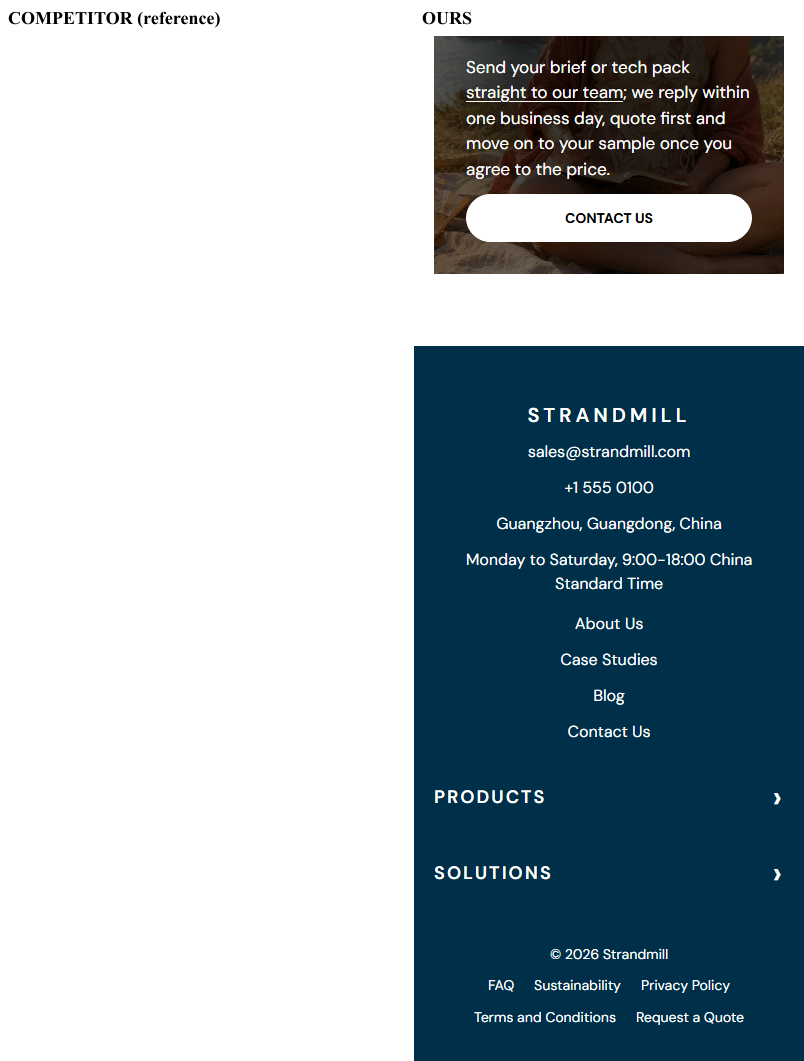 COMPETITOR (reference)
OURS
Send your brief or tech pack
straight to our team; we reply within
one business day, quote first and
move on to your sample once you
agree to the price.
CONTACT US
STRANDMILL
sales@strandmill.com
+1 555 0100
Guangzhou, Guangdong, China
Monday to Saturday, 9:00-18:00 China
Standard Time
About Us
Case Studies
Blog
Contact Us
PRODUCTS
SOLUTIONS
© 2026 Strandmill
FAQ Sustainability Privacy Policy
Terms and Conditions Request a Quote